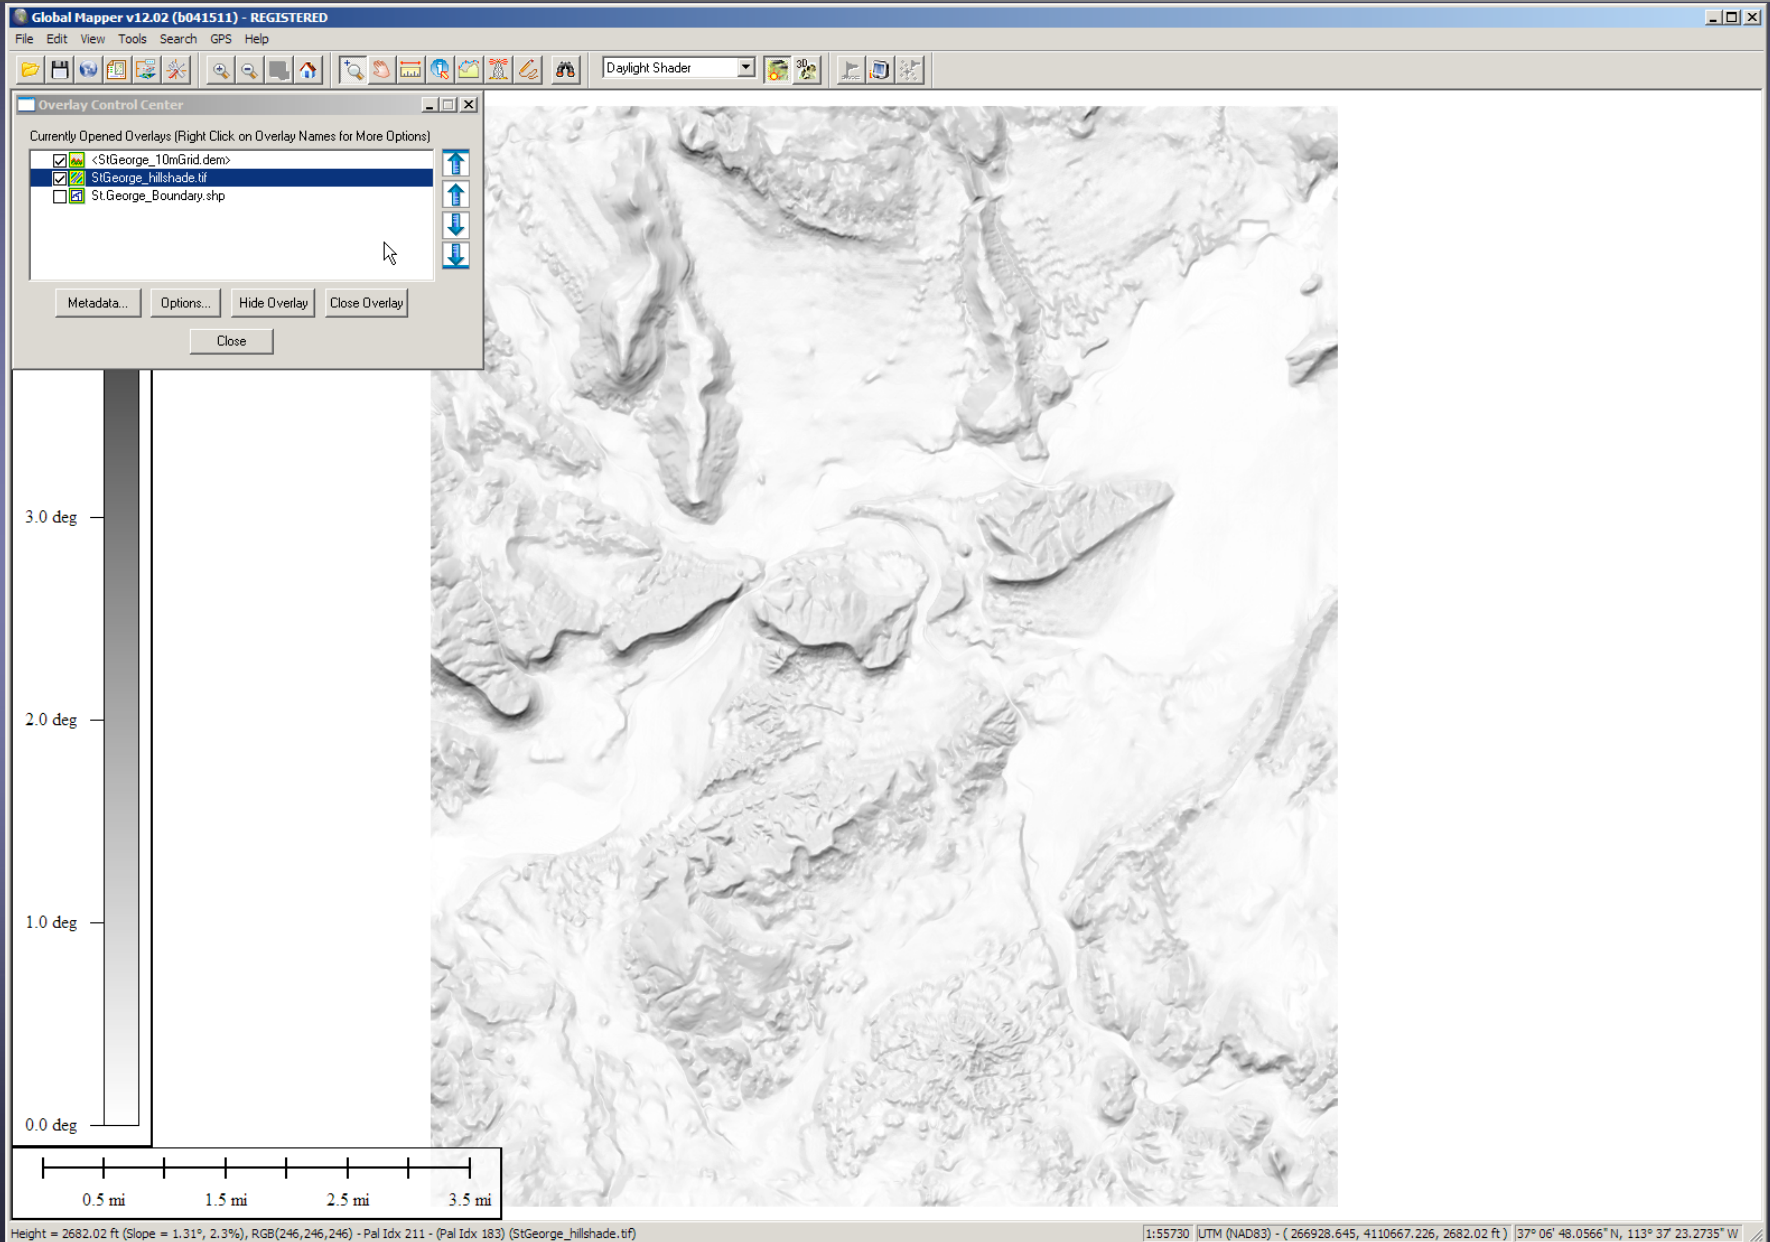 Global Mapper v12.02 (b041511) - REGISTERED
File Edit View Tools Search GPS Help
Daylight Shader
3D
Overlay Control Center
Currently Opened Overlays (Right Click on Overlay Names for More Options)
<StGeorge_10mGrid.dem>
StGeorge_hillshade.tif
St.George_Boundary.shp
Metadata... Options... Hide Overlay Close Overlay
Close
3.0 deg
2.0 deg
1.0 deg
0.0 deg
0.5 mi 1.5 mi 2.5 mi 3.5 mi
Height = 2682.02 ft (Slope = 1.31°, 2.3%), RGB(246,246,246) - Pal Idx 211 - (Pal Idx 183) (StGeorge_hillshade.tif) 1:55730 UTM (NAD83) - ( 266928.645, 4110667.226, 2682.02 ft ) 37° 06' 48.0566" N, 113° 37' 23.2735" W